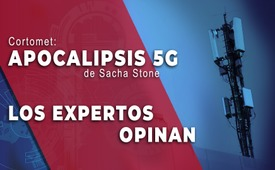 Cortomet:
APOCALIPSIS 5G
de Sacha Stone
LOS EXPERTOS
OPINAN